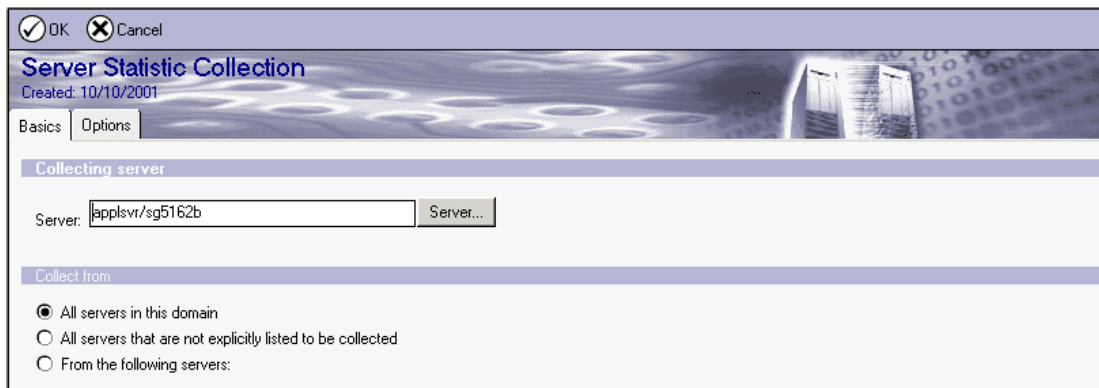 OK Cancel
Server Statistic Collection
Created: 10/10/2001
Basics Options
Collecting server
Server: applsvr/sg5162b Server...
Collect from
All servers in this domain
All servers that are not explicitly listed to be collected
From the following servers: